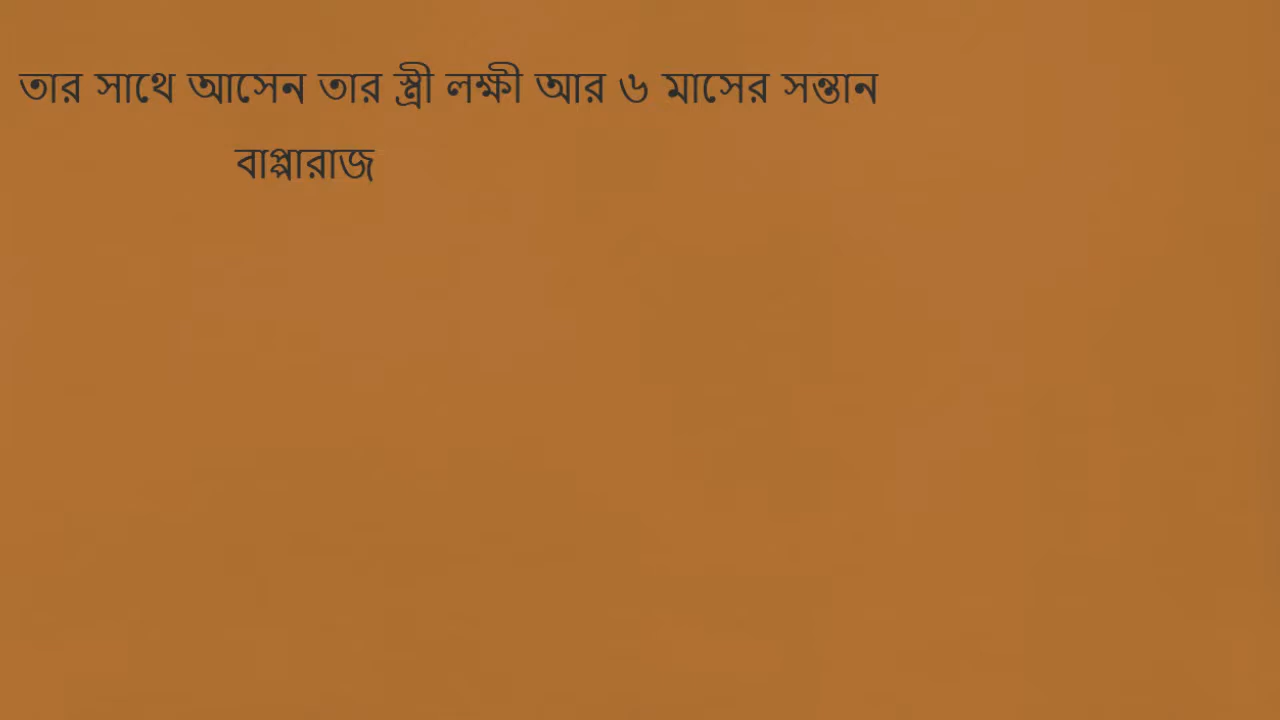 তার সাথে আসেন তার স্ত্রী লক্ষী আর ৬ মাসের সন্তান
বাপ্পারাজ